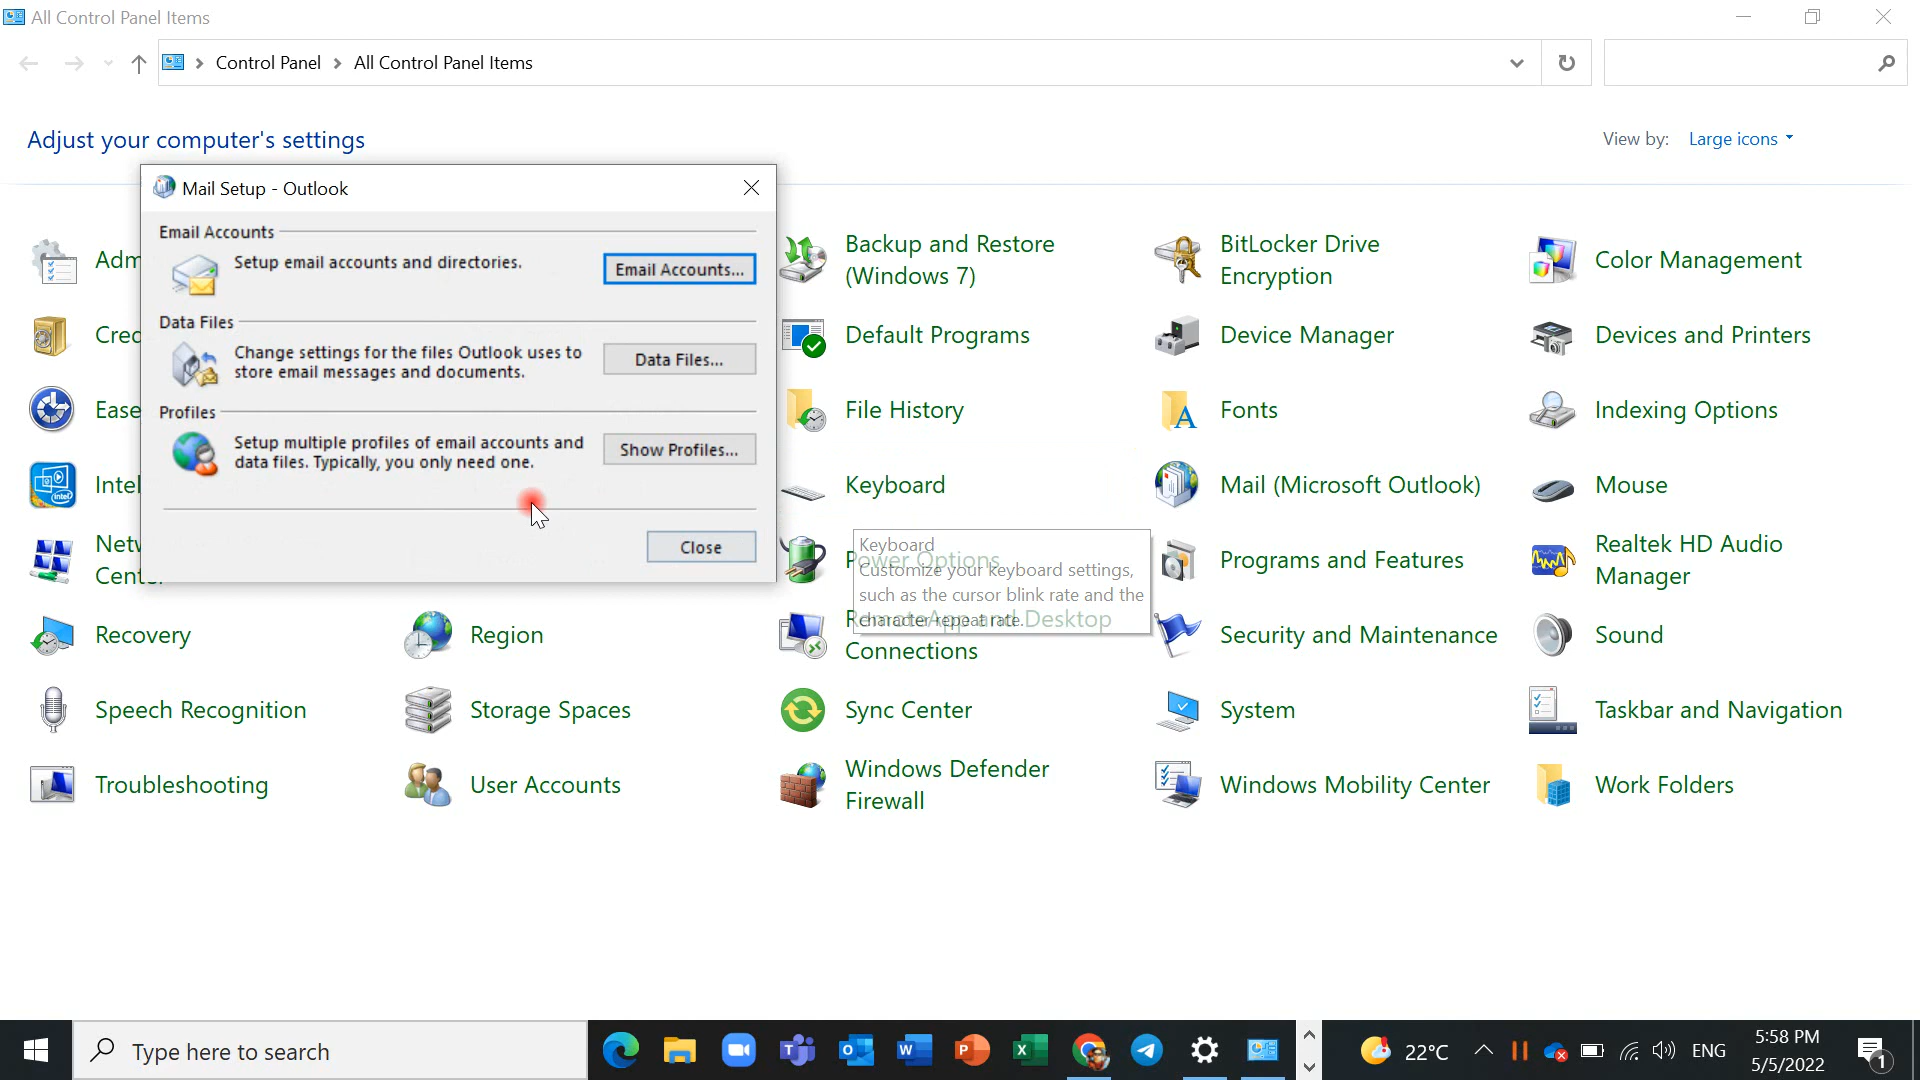 All Control Panel Items
Control Panel > All Control Panel Items
Adjust your computer's settings
View by: Large icons
Mail Setup - Outlook
Email Accounts
Setup email accounts and directories.
Email Accounts...
Data Files
Change settings for the files Outlook uses to
store email messages and documents.
Data Files...
Profiles
Setup multiple profiles of email accounts and
data files. Typically, you only need one.
Show Profiles...
Close
Adm
Backup and Restore
(Windows 7)
BitLocker Drive
Encryption
Color Management
Cred
Default Programs
Device Manager
Devices and Printers
Ease
File History
Fonts
Indexing Options
Intel
Keyboard
Mail (Microsoft Outlook)
Mouse
Netw
Cente
Power Options
Keyboard
Customize your keyboard settings,
such as the cursor blink rate and the
character repeat rate.
Programs and Features
Realtek HD Audio
Manager
Recovery
Region
RemoteApp and Desktop
Connections
Security and Maintenance
Sound
Speech Recognition
Storage Spaces
Sync Center
System
Taskbar and Navigation
Troubleshooting
User Accounts
Windows Defender
Firewall
Windows Mobility Center
Work Folders
Type here to search
22°C
ENG
5:58 PM
5/5/2022
1